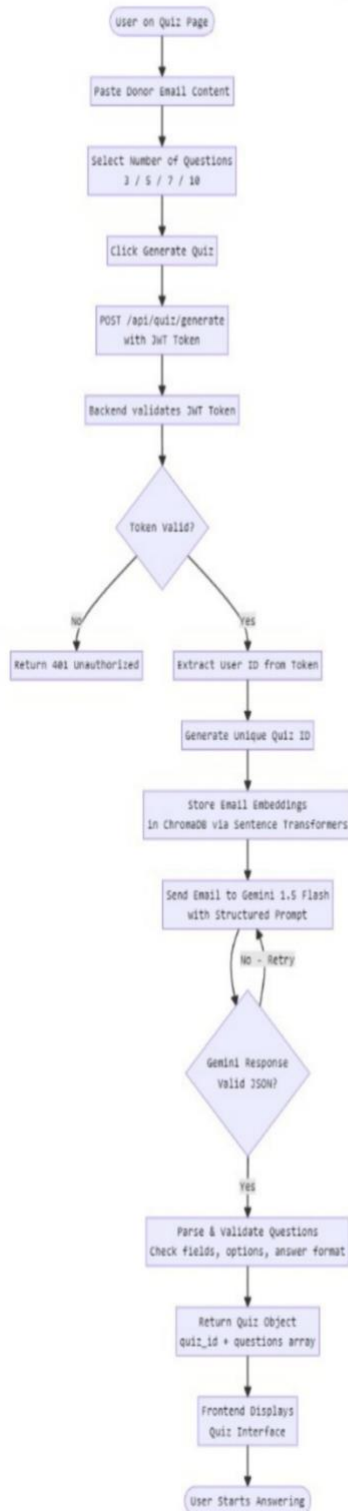 User on Quiz Page
Paste Donor Email Content
Select Number of Questions
3 / 5 / 7 / 10
Click Generate Quiz
POST /api/quiz/generate
with JWT Token
Backend validates JWT Token
Token Valid?
No
Yes
Return 401 Unauthorized
Extract User ID from Token
Generate Unique Quiz ID
Store Email Embeddings
in ChromaDB via Sentence Transformers
Send Email to Gemini 1.5 Flash
with Structured Prompt
No - Retry
Gemini Response
Valid JSON?
Yes
Parse & Validate Questions
Check fields, options, answer format
Return Quiz Object
quiz_id + questions array
Frontend Displays
Quiz Interface
User Starts Answering